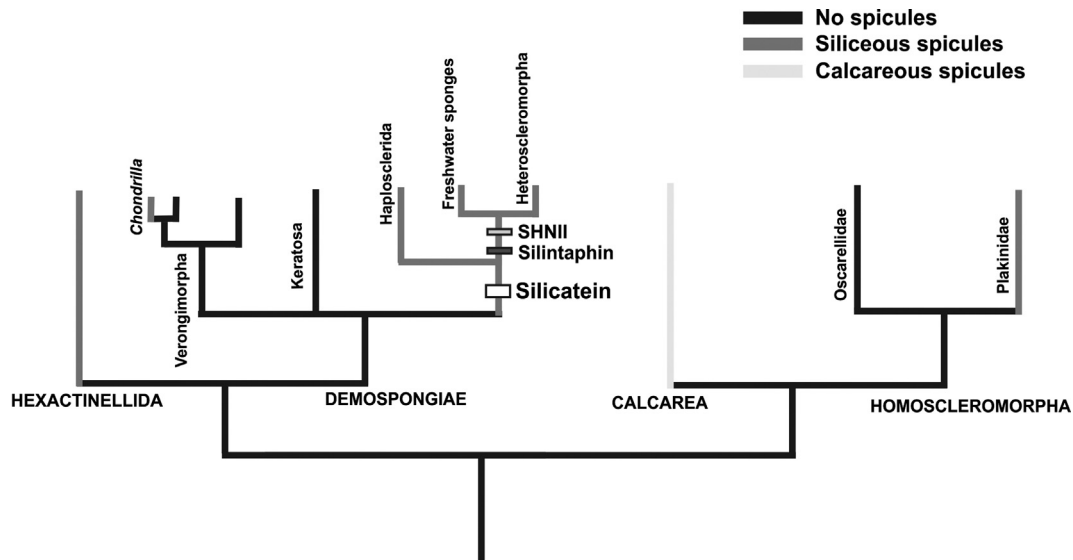 No spicules
Siliceous spicules
Calcareous spicules
Chondrilla
Verongimorpha
Keratosa
Haplosclerida
Freshwater sponges
Heteroscleromorpha
SHNII
Silintaphin
Silicatein
Oscarellidae
Plakinidae
HEXACTINELLIDA
DEMOSPONGIAE
CALCAREA
HOMOSCLEROMORPHA